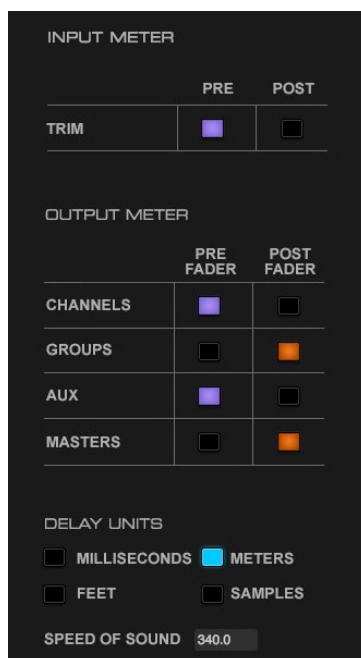 INPUT METER
PRE POST
TRIM
OUTPUT METER
PRE FADER POST FADER
CHANNELS
GROUPS
AUX
MASTERS
DELAY UNITS
MILLISECONDS METERS
FEET SAMPLES
SPEED OF SOUND 340.0